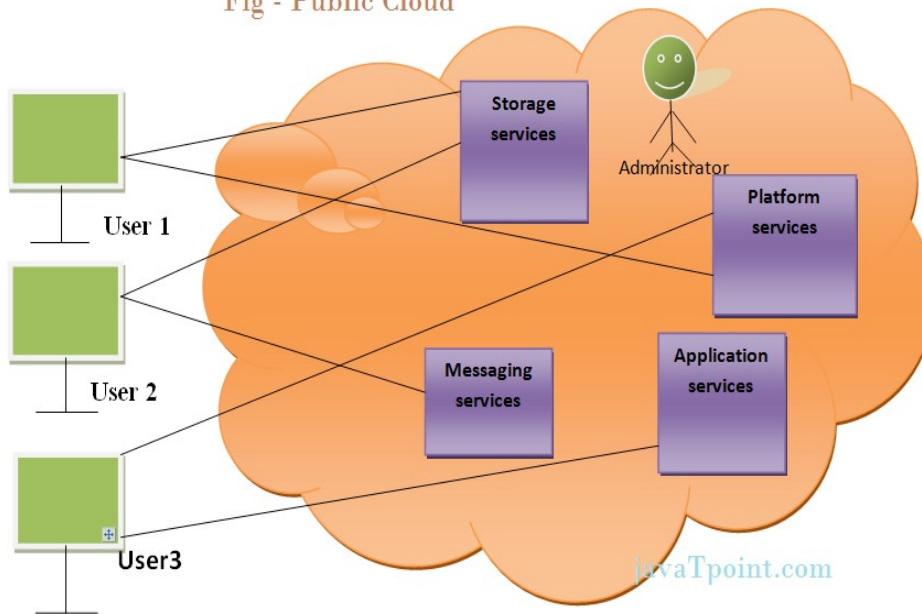 Fig - Public Cloud
Storage
services
Administrator
Platform
services
User 1
Messaging
services
Application
services
User 2
User3
javaTpoint.com